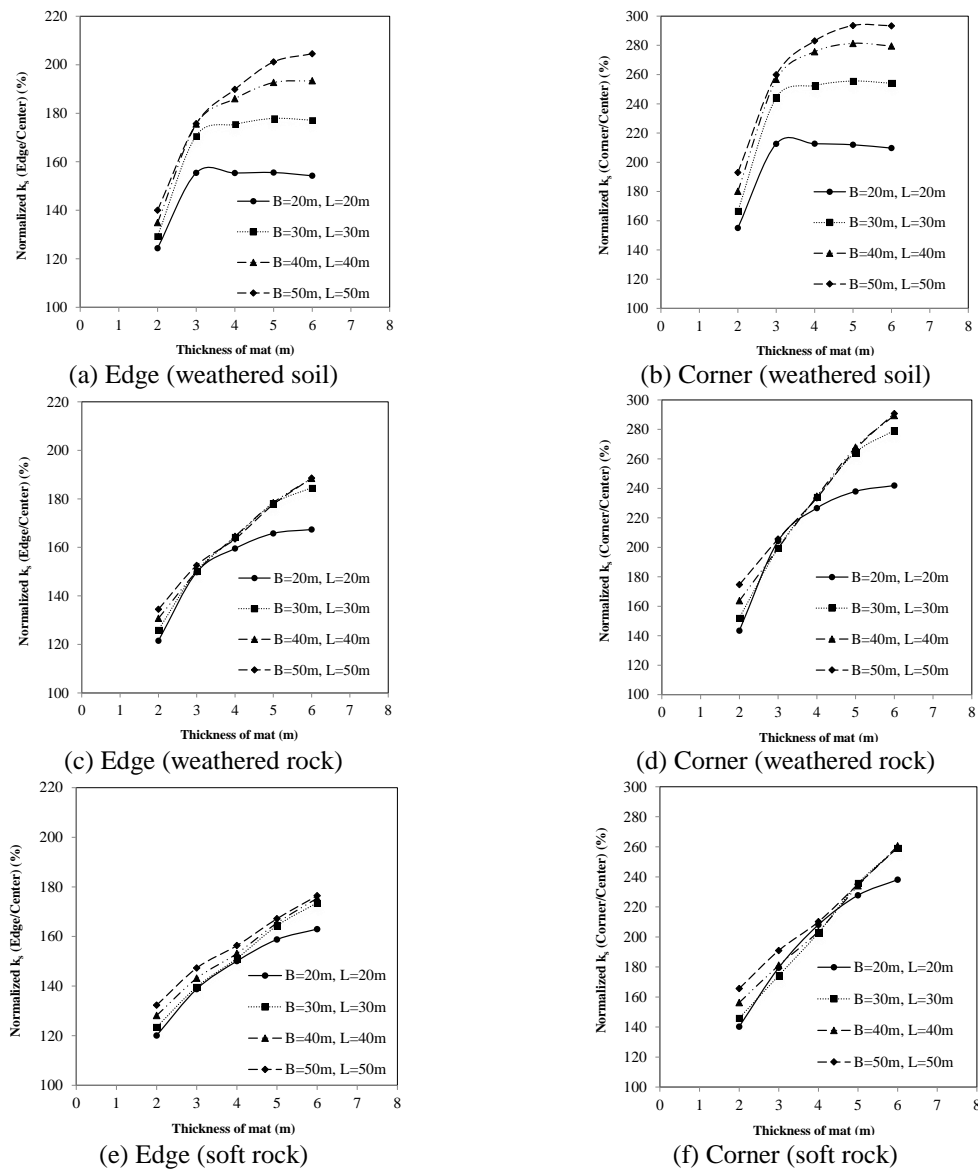 Normalized ks (Edge/Center) (%)
220
200
180
160
140
120
100
B=20m, L=20m
B=30m, L=30m
B=40m, L=40m
B=50m, L=50m
0 1 2 3 4 5 6 7 8
Thickness of mat (m)
(a) Edge (weathered soil)
Normalized ks (Corner/Center) (%)
300
280
260
240
220
200
180
160
140
120
100
B=20m, L=20m
B=30m, L=30m
B=40m, L=40m
B=50m, L=50m
0 1 2 3 4 5 6 7 8
Thickness of mat (m)
(b) Corner (weathered soil)
Normalized ks (Edge/Center) (%)
220
200
180
160
140
120
100
B=20m, L=20m
B=30m, L=30m
B=40m, L=40m
B=50m, L=50m
0 1 2 3 4 5 6 7 8
Thickness of mat (m)
(c) Edge (weathered rock)
Normalized ks (Corner/Center) (%)
300
280
260
240
220
200
180
160
140
120
100
B=20m, L=20m
B=30m, L=30m
B=40m, L=40m
B=50m, L=50m
0 1 2 3 4 5 6 7 8
Thickness of mat (m)
(d) Corner (weathered rock)
Normalized ks (Edge/Center) (%)
220
200
180
160
140
120
100
B=20m, L=20m
B=30m, L=30m
B=40m, L=40m
B=50m, L=50m
0 1 2 3 4 5 6 7 8
Thickness of mat (m)
(e) Edge (soft rock)
Normalized ks (Corner/Center) (%)
300
280
260
240
220
200
180
160
140
120
100
B=20m, L=20m
B=30m, L=30m
B=40m, L=40m
B=50m, L=50m
0 1 2 3 4 5 6 7 8
Thickness of mat (m)
(f) Corner (soft rock)